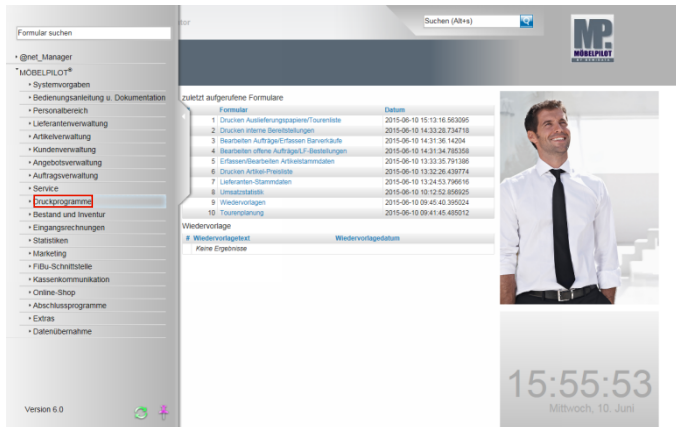 Formular suchen
tor
Suchen (Alt+s)
MP.
MÖBELPILOT
@net_Manager
MÖBELPILOT®
Systemvorgaben
Bedienungsanleitung u. Dokumentation
Personalbereich
Lieferantenverwaltung
Artikelverwaltung
Kundenverwaltung
Angebotsverwaltung
Auftragsverwaltung
Service
Druckprogramme
Bestand und Inventur
Eingangsrechnungen
Statistiken
Marketing
FiBu-Schnittstelle
Kassenkommunikation
Online-Shop
Abschlussprogramme
Extras
Datenübernahme
Version 6.0
zuletzt aufgerufene Formulare
Formular Datum
1 Drucken Auslieferungspapiere/Tourenliste 2015-06-10 15:13:16.563095
2 Drucken interne Bereitstellungen 2015-06-10 14:33:28.734718
3 Bearbeiten Aufträge/Erfassen Barverkäufe 2015-06-10 14:31:36.14204
4 Bearbeiten offene Aufträge/LF-Bestellungen 2015-06-10 14:31:34.785358
5 Erfassen/Bearbeiten Artikelstammdaten 2015-06-10 13:33:35.791386
6 Drucken Artikel-Preisliste 2015-06-10 13:32:26.439774
7 Lieferanten-Stammdaten 2015-06-10 13:24:53.796616
8 Umsatzstatistik 2015-06-10 10:12:52.856925
9 Wiedervorlagen 2015-06-10 09:45:40.395024
10 Tourenplanung 2015-06-10 09:41:45.485012
Wiedervorlage
# Wiedervorlagetext Wiedervorlagedatum
Keine Ergebnisse
15:55:53
Mittwoch, 10. Juni